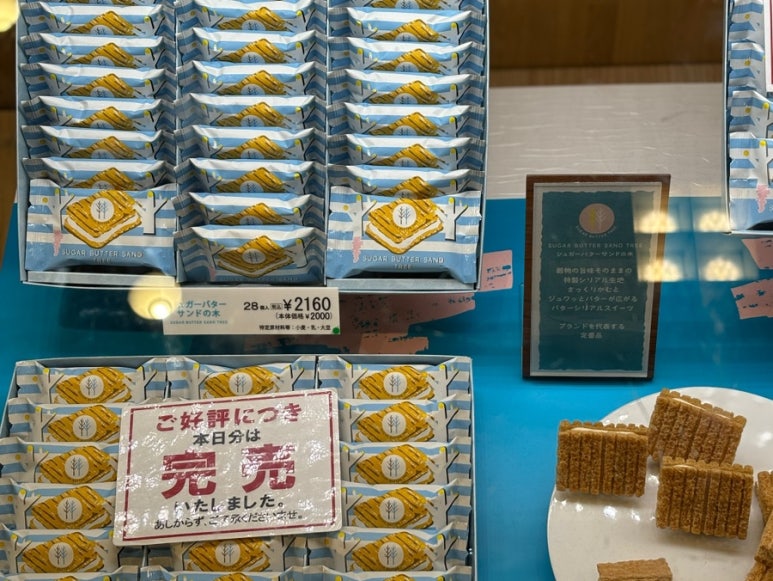 SUGAR BUTTER SAND TREE
SUGAR BUTTER SAND
TREE
シュガーバター
サンドの木
SUGAR BUTTER SAND TREE
28個入 税込 ¥2160
(本体価格 ¥2000)
特定原材料等:小麦・乳・大豆
SUGAR BUTTER SAND TREE
シュガーバターサンドの木
穀物の旨味そのままの
特製シリアル生地
さっくりかむと
ジュワッとバターが広がる
バターシリアルスイーツ
ブランドを代表する
定番品
ご好評につき
本日分は
完売
いたしました。
あしからず、ご了承くださいませ。